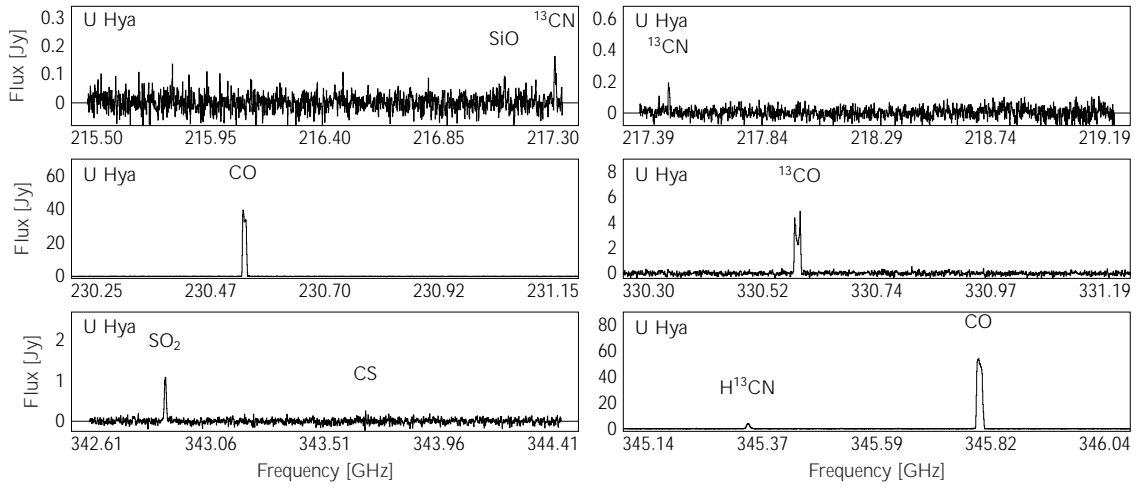 U Hya
SiO
¹³CN
Flux [Jy]
0.3
0.2
0.1
0
215.50 215.95 216.40 216.85 217.30
U Hya
¹³CN
0.6
0.4
0.2
0
217.39 217.84 218.29 218.74 219.19
U Hya
CO
Flux [Jy]
60
40
20
0
230.25 230.47 230.70 230.92 231.15
U Hya
¹³CO
8
6
4
2
0
330.30 330.52 330.74 330.97 331.19
U Hya
SO₂
CS
Flux [Jy]
2
1
0
342.61 343.06 343.51 343.96 344.41
Frequency [GHz]
U Hya
CO
H¹³CN
80
60
40
20
0
345.14 345.37 345.59 345.82 346.04
Frequency [GHz]